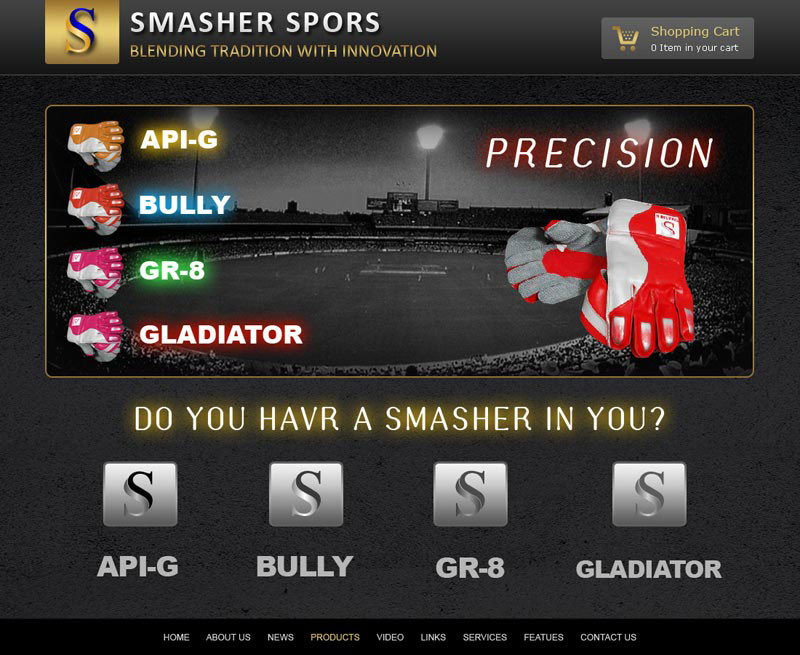 S
SMASHER SPORS
BLENDING TRADITION WITH INNOVATION
Shopping Cart
0 Item in your cart
API-G
BULLY
GR-8
GLADIATOR
PRECISION
S
DO YOU HAVR A SMASHER IN YOU?
S S S S
API-G BULLY GR-8 GLADIATOR
HOME ABOUT US NEWS PRODUCTS VIDEO LINKS SERVICES FEATUES CONTACT US